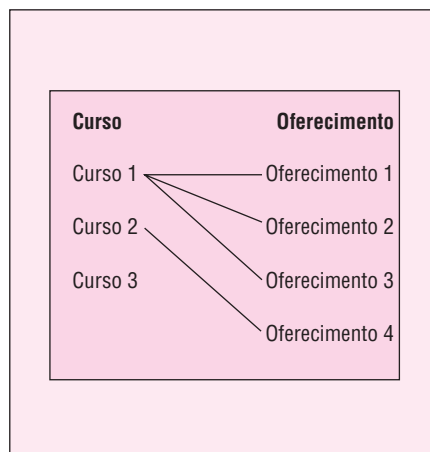 Curso Oferecimento
Curso 1 Oferecimento 1
Curso 2 Oferecimento 2
Curso 3 Oferecimento 3
Oferecimento 4